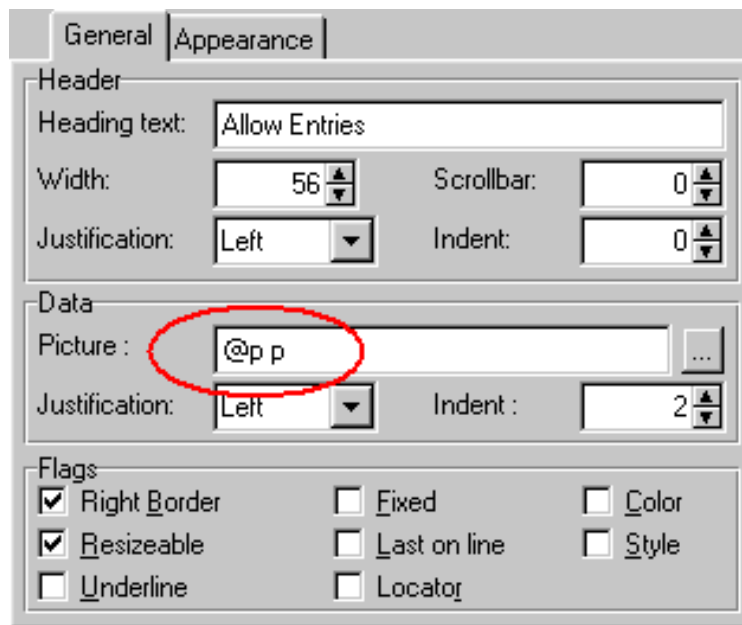 General Appearance
Header
Heading text: Allow Entries
Width: 56 Scrollbar: 0
Justification: Left Indent: 0
Data
Picture : @p p ...
Justification: Left Indent : 2
Flags
Right Border Fixed Color
Resizeable Last on line Style
Underline Locator